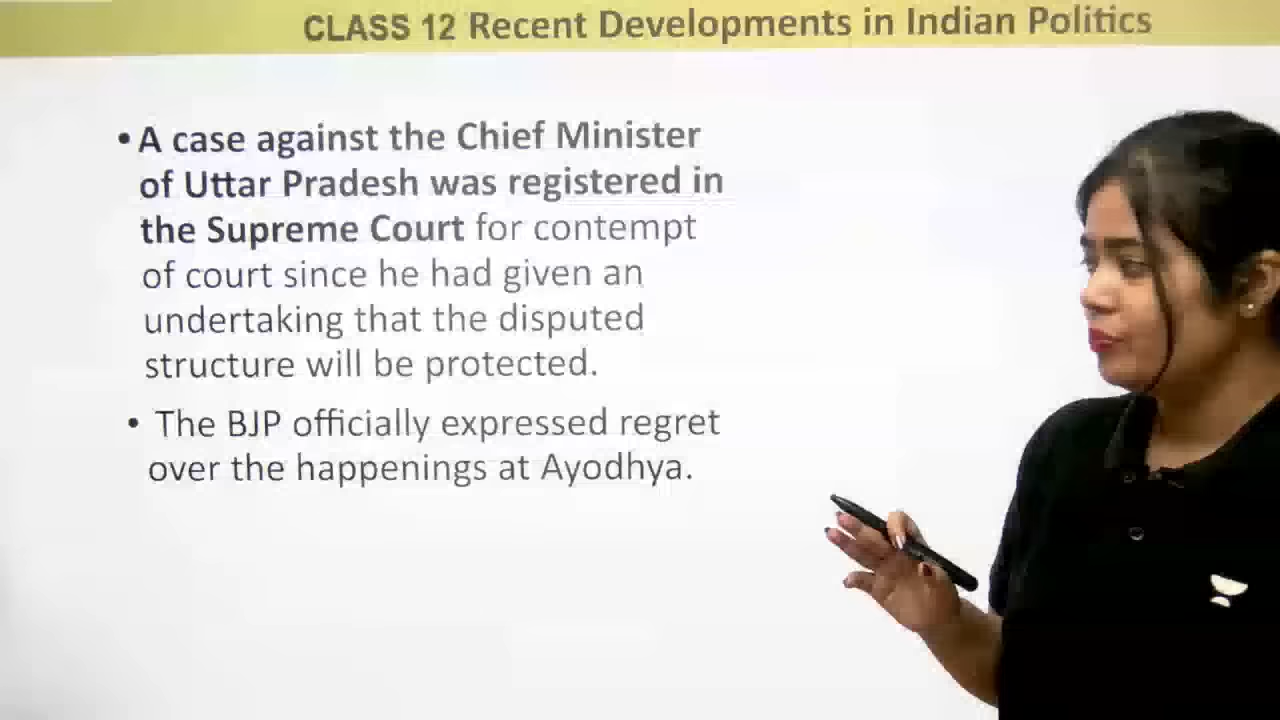 CLASS 12 Recent Developments in Indian Politics
• A case against the Chief Minister
of Uttar Pradesh was registered in
the Supreme Court for contempt
of court since he had given an
undertaking that the disputed
structure will be protected.
• The BJP officially expressed regret
over the happenings at Ayodhya.